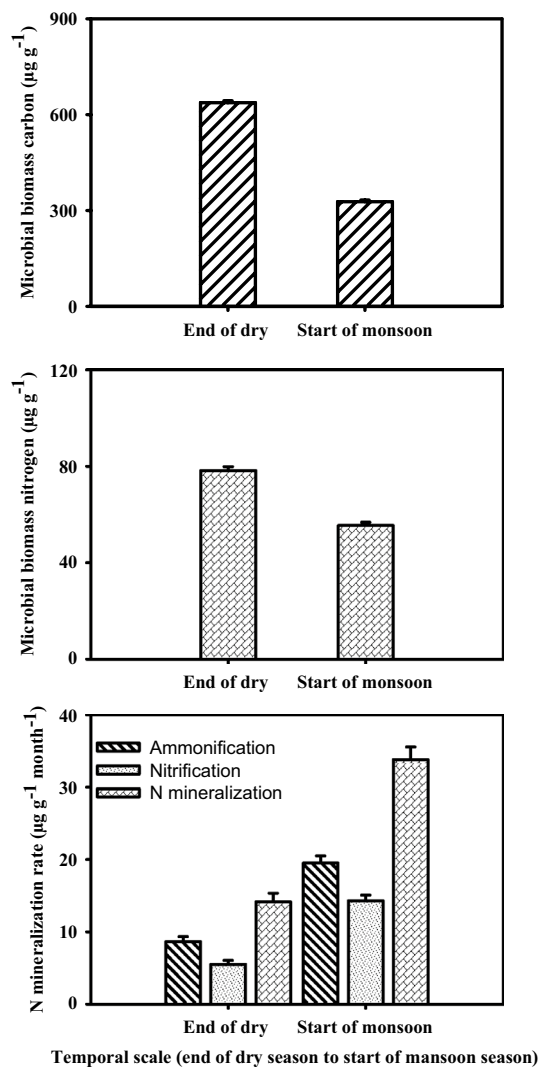 Microbial biomass carbon (µg g-1)
900
600
300
0
End of dry Start of monsoon
Microbial biomass nitrogen (µg g-1)
120
80
40
0
End of dry Start of monsoon
N mineralization rate (µg g-1 month-1)
40
30
20
10
0
Ammonification
Nitrification
N mineralization
End of dry Start of monsoon
Temporal scale (end of dry season to start of mansoon season)